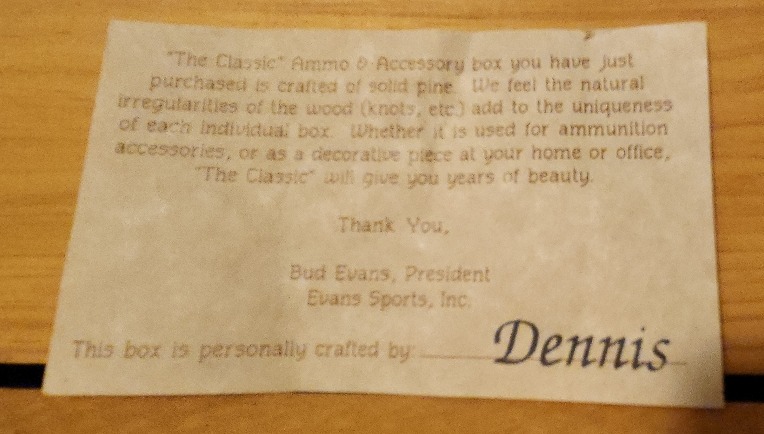 "The Classic" Ammo & Accessory box you have just
purchased is crafted of solid pine. We feel the natural
irregularities of the wood (knots, etc.) add to the uniqueness
of each individual box. Whether it is used for ammunition
accessories, or as a decorative piece at your home or office,
"The Classic" will give you years of beauty.
Thank You,
Bud Evans, President
Evans Sports, Inc.
This box is personally crafted by: Dennis